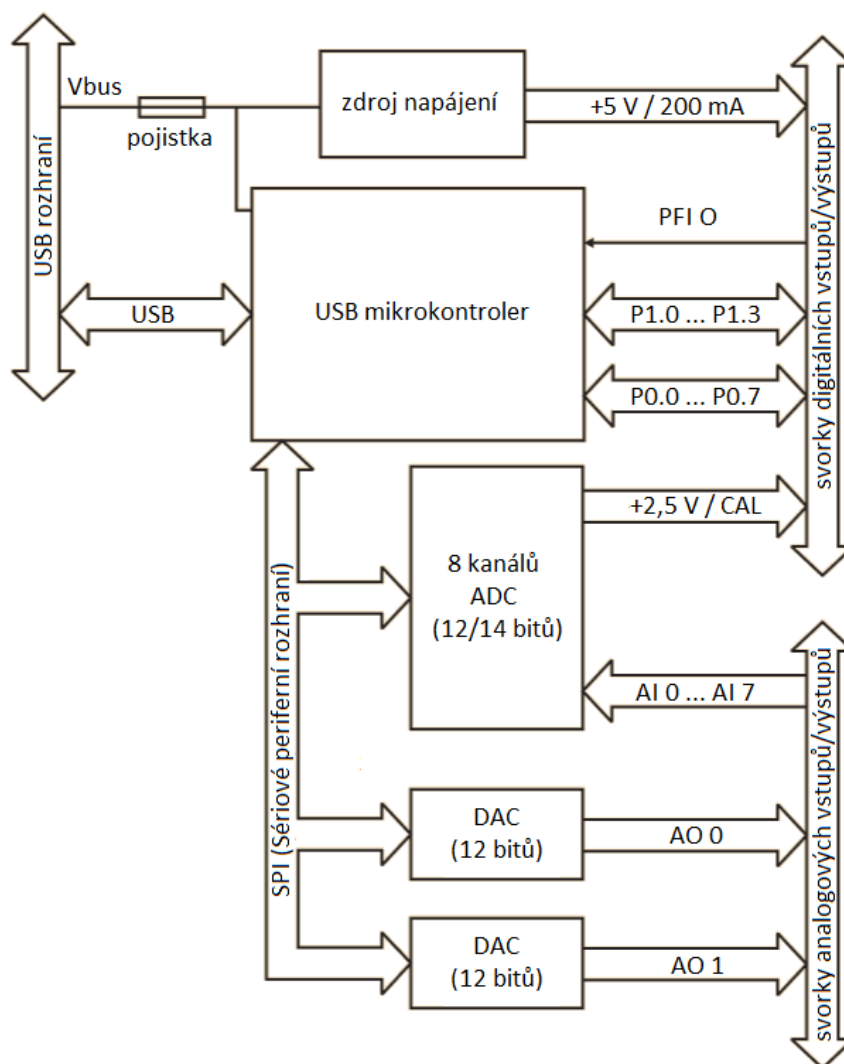 Vbus
pojistka
zdroj napájení
+5 V / 200 mA
USB rozhraní
svorky digitálních vstupů/výstupů
PFI O
USB
USB mikrokontroler
P1.0 ... P1.3
P0.0 ... P0.7
+2,5 V / CAL
8 kanálů
ADC
(12/14 bitů)
AI 0 ... AI 7
SPI (Sériové periferní rozhraní)
svorky analogových vstupů/výstupů
DAC
(12 bitů)
AO 0
DAC
(12 bitů)
AO 1